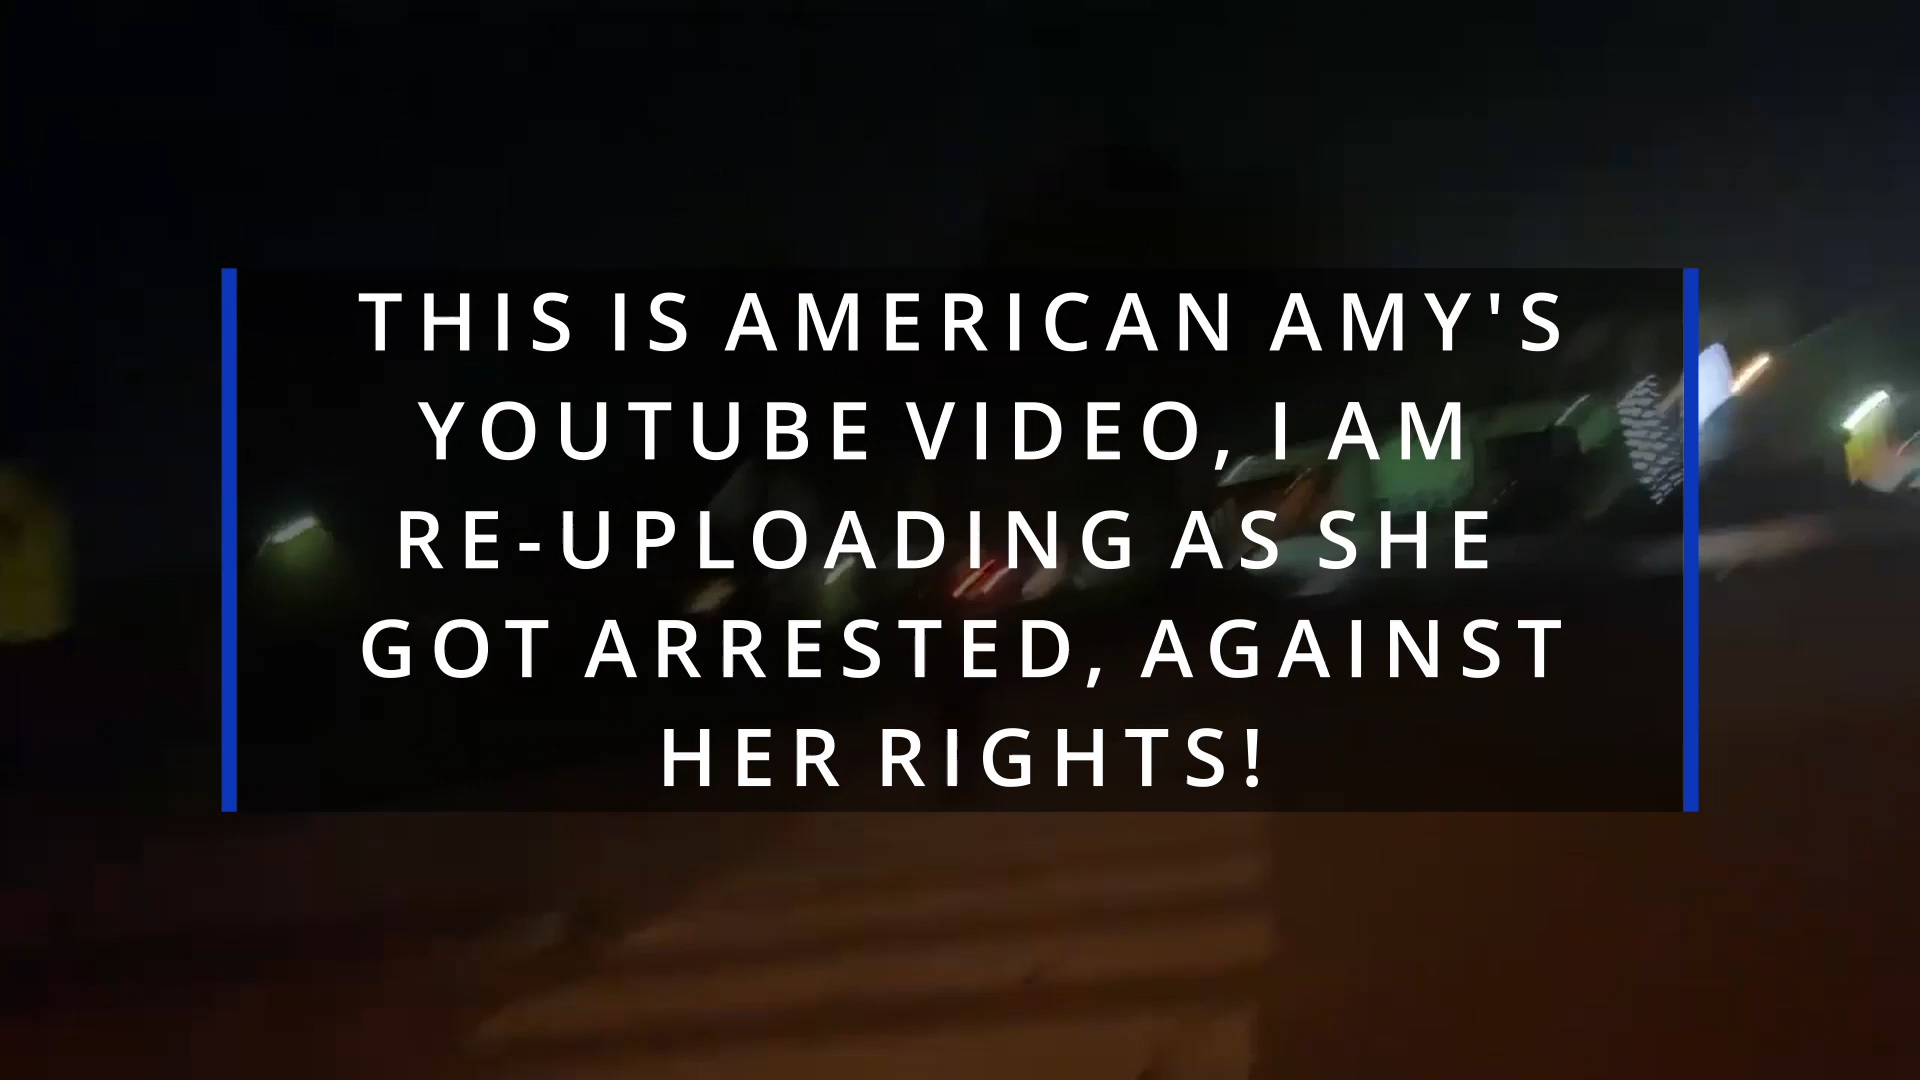 THIS IS AMERICAN AMY'S
YOUTUBE VIDEO, I AM
RE-UPLOADING AS SHE
GOT ARRESTED, AGAINST
HER RIGHTS!